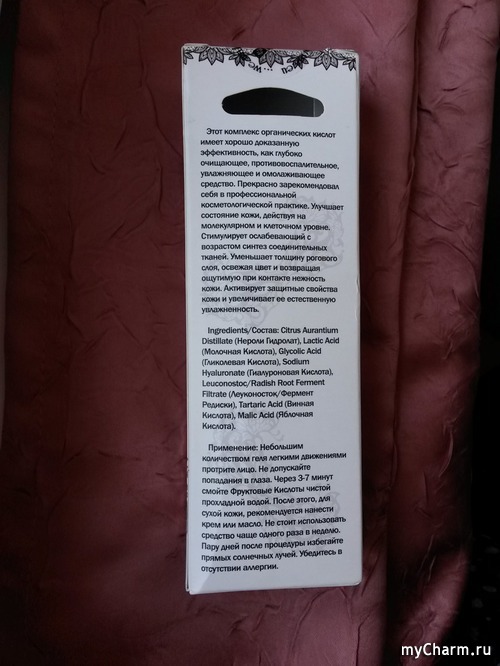 Этот комплекс органических кислот
имеет хорошо доказанную
эффективность, как глубоко
очищающее, противовоспалительное,
увлажняющее и омолаживающее
средство. Прекрасно зарекомендовал
себя в профессиональной
косметологической практике. Улучшает
состояние кожи, действуя на
молекулярном и клеточном уровне.
Стимулирует ослабевающий с
возрастом синтез соединительных
тканей. Уменьшает толщину рогового
слоя, освежая цвет и возвращая
ощутимую при контакте нежность
кожи. Активирует защитные свойства
кожи и увеличивает ее естественную
увлажненность.
Ingredients/Состав: Citrus Aurantium
Distillate (Нероли Гидролат), Lactic Acid
(Молочная Кислота), Glycolic Acid
(Гликолевая Кислота), Sodium
Hyaluronate (Гиалуроновая Кислота),
Leuconostoc/Radish Root Ferment
Filtrate (Леуконосток/Фермент
Редиски), Tartaric Acid (Винная
Кислота), Malic Acid (Яблочная
Кислота).
Применение: Небольшим
количеством геля легкими движениями
протрите лицо. Не допускайте
попадания в глаза. Через 3-7 минут
смойте Фруктовые Кислоты чистой
прохладной водой. После этого, для
сухой кожи, рекомендуется нанести
крем или масло. Не стоит использовать
средство чаще одного раза в неделю.
Пару дней после процедуры избегайте
прямых солнечных лучей. Убедитесь в
отсутствии аллергии.
myCharm.ru